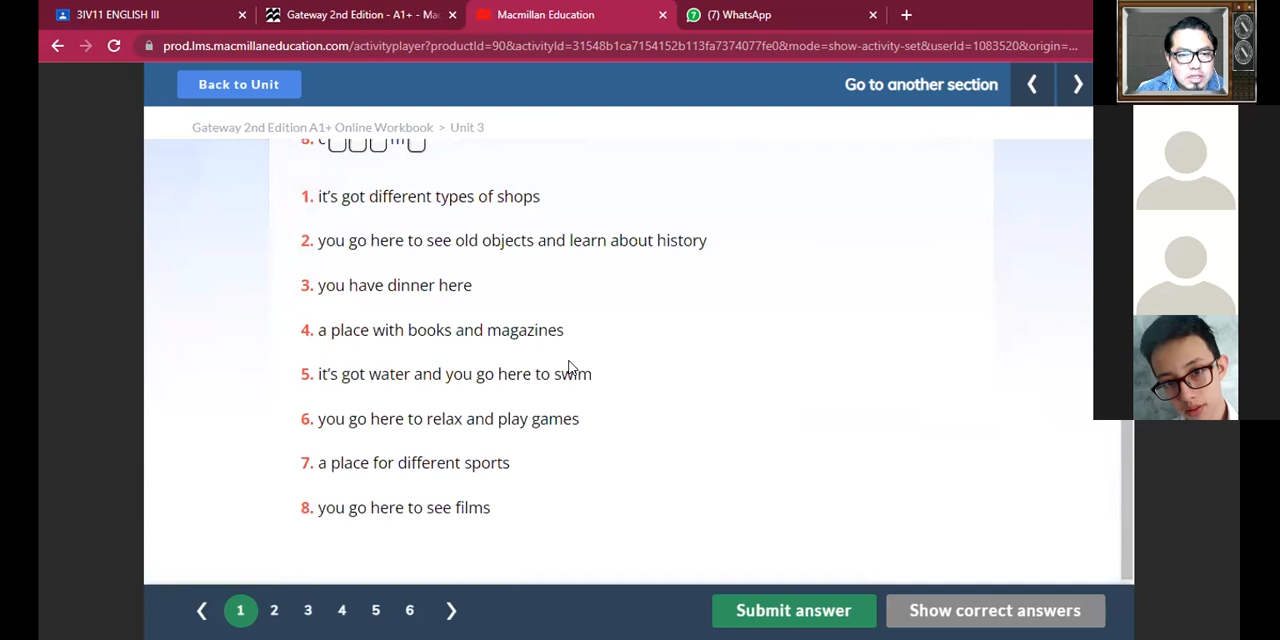 3IV11 ENGLISH III
Gateway 2nd Edition - A1+ - Mac
Macmillan Education
(7) WhatsApp
prod.lms.macmillaneducation.com/activityplayer?productId=90&activityId=31548b1ca7154152b113fa7374077fe0&mode=show-activity-set&userId=1083520&origin=...
Back to Unit
Go to another section
Gateway 2nd Edition A1+ Online Workbook > Unit 3
8. c m
1. it's got different types of shops
2. you go here to see old objects and learn about history
3. you have dinner here
4. a place with books and magazines
5. it's got water and you go here to swim
6. you go here to relax and play games
7. a place for different sports
8. you go here to see films
1 2 3 4 5 6
Submit answer
Show correct answers